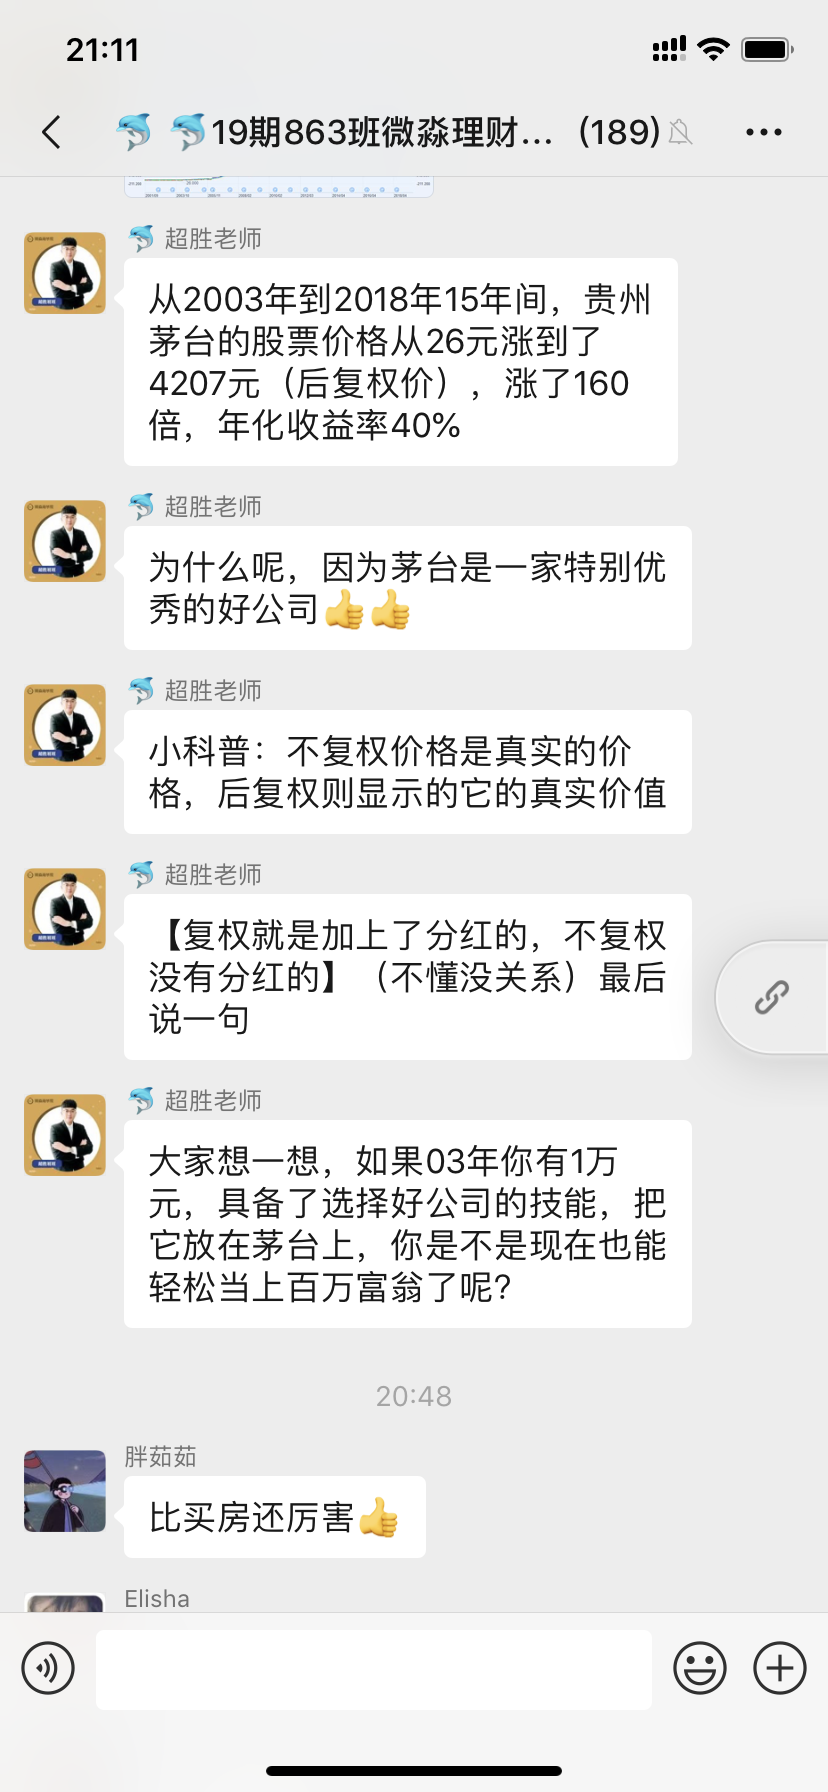 21:11
19期863班微淼理财... (189)
超胜老师
从2003年到2018年15年间，贵州
茅台的股票价格从26元涨到了
4207元（后复权价），涨了160
倍，年化收益率40%
超胜老师
为什么呢，因为茅台是一家特别优
秀的好公司👍👍
超胜老师
小科普：不复权价格是真实的价
格，后复权则显示的它的真实价值
超胜老师
【复权就是加上了分红的，不复权
没有分红的】（不懂没关系）最后
说一句
超胜老师
大家想一想，如果03年你有1万
元，具备了选择好公司的技能，把
它放在茅台上，你是不是现在也能
轻松当上百万富翁了呢?
20:48
胖茹茹
比买房还厉害👍
Elisha